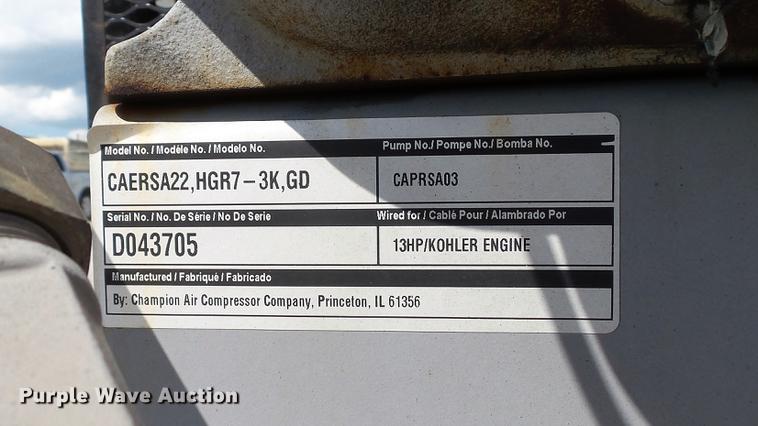 Model No./ Modèle No. / Modelo No.
Pump No./ Pompe No./ Bomba No.
CAERSA22,HGR7-3K,GD
CAPRSA03
Serial No. / No. De Série / No De Serie
Wired for / Cablé Pour / Alambrado Por
D043705
13HP/KOHLER ENGINE
Manufactured / Fabriqué / Fabricado
By: Champion Air Compressor Company, Princeton, IL 61356
Purple Wave Auction